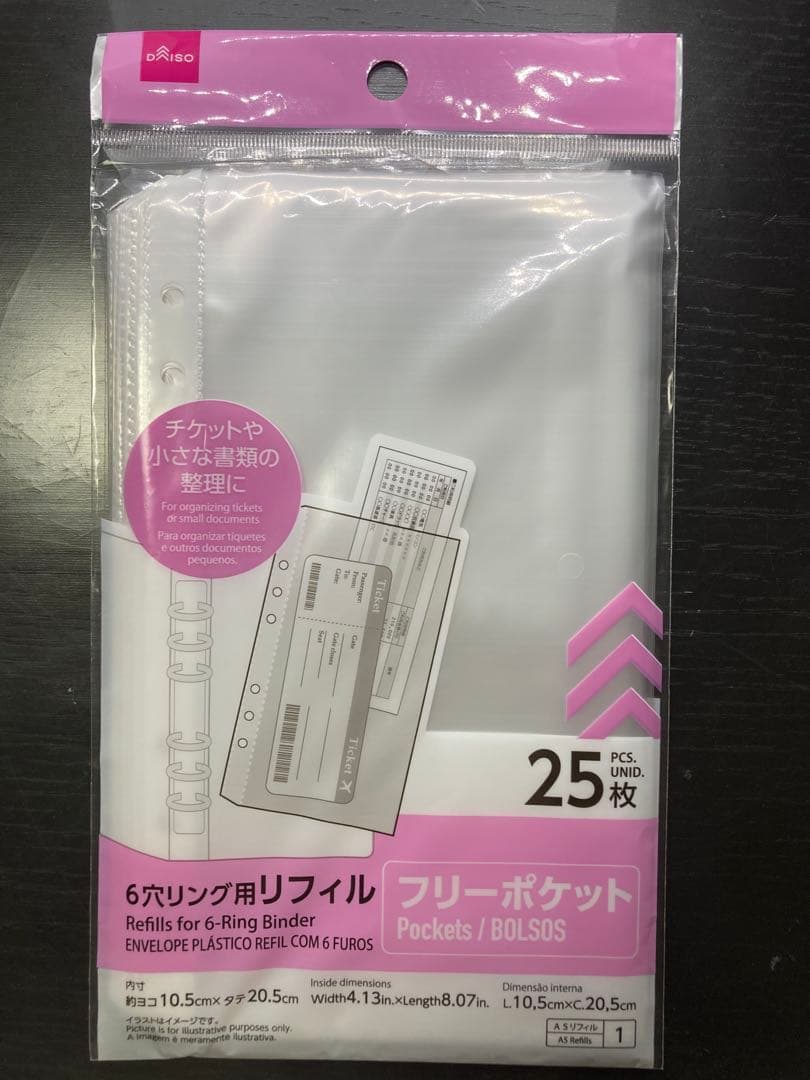 DAISO
チケットや
小さな書類の
整理に
For organizing tickets
or small documents
Para organizar tíquetes
e outros documentos
pequenos.
Ticket
Passenger:
From:
To:
Gate:
Gate
Gate closes
Seat
Ticket
25枚
PCS.
UNID.
6穴リング用リフィル
Refills for 6-Ring Binder
ENVELOPE PLÁSTICO REFIL COM 6 FUROS
フリーポケット
Pockets / BOLSOS
内寸
約ヨコ10.5cm×タテ20.5cm
Inside dimensions
Width4.13in.×Length8.07in.
Dimensão interna
L.10,5cm×C.20,5cm
イラストはイメージです。
Picture is for illustrative purposes only.
A imagem é meramente ilustrativa.
A5リフィル
A5 Refills
1